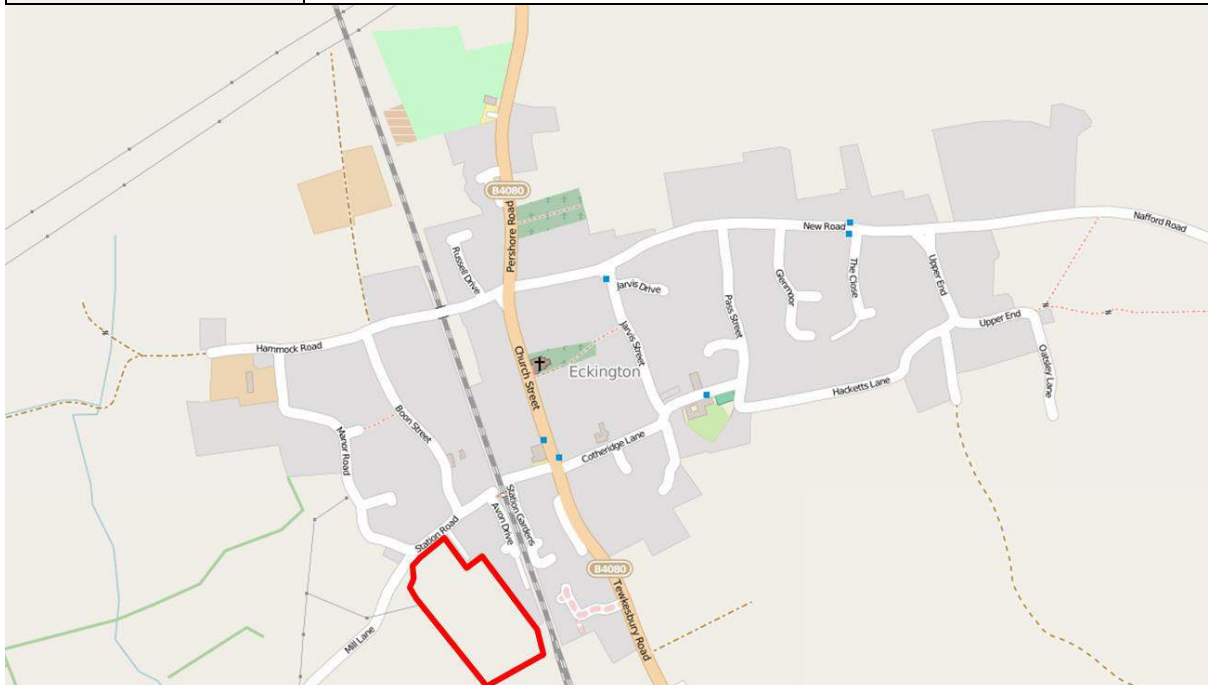 B4080
Pershore Road
New Road
Nafford Road
Russell Drive
Jarvis Drive
Pass Street
Glenmoor
The Close
Upper End
Upper End
Oatsley Lane
Hammock Road
Church Street
Jarvis Street
Eckington
Hacketts Lane
Boon Street
Manor Road
Cotheridge Lane
Station Road
Avon Drive
Station Gardens
B4080
Mill Lane
Tewkesbury Road